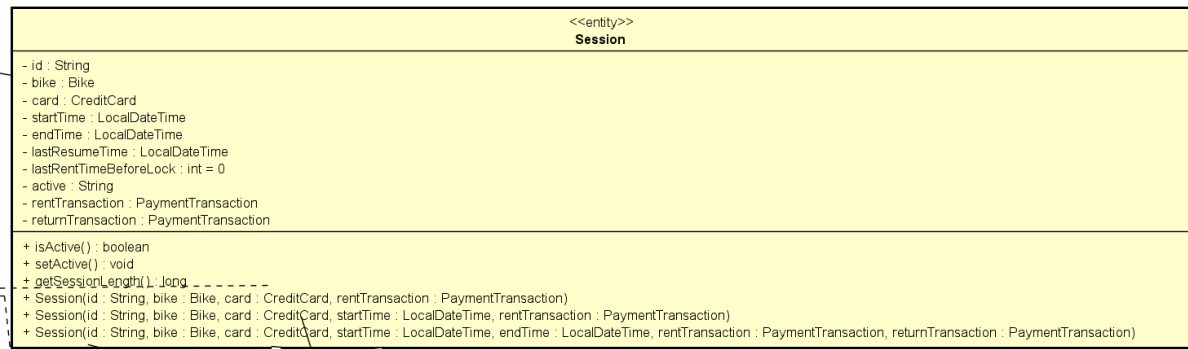 <<entity>>
Session
- id : String
- bike : Bike
- card : CreditCard
- startTime : LocalDateTime
- endTime : LocalDateTime
- lastResumeTime : LocalDateTime
- lastRentTimeBeforeLock : int = 0
- active : String
- rentTransaction : PaymentTransaction
- returnTransaction : PaymentTransaction
+ isActive() : boolean
+ setActive() : void
+ getSessionLength() : long
+ Session(id : String, bike : Bike, card : CreditCard, rentTransaction : PaymentTransaction)
+ Session(id : String, bike : Bike, card : CreditCard, startTime : LocalDateTime, rentTransaction : PaymentTransaction)
+ Session(id : String, bike : Bike, card : CreditCard, startTime : LocalDateTime, endTime : LocalDateTime, rentTransaction : PaymentTransaction, returnTransaction : PaymentTransaction)